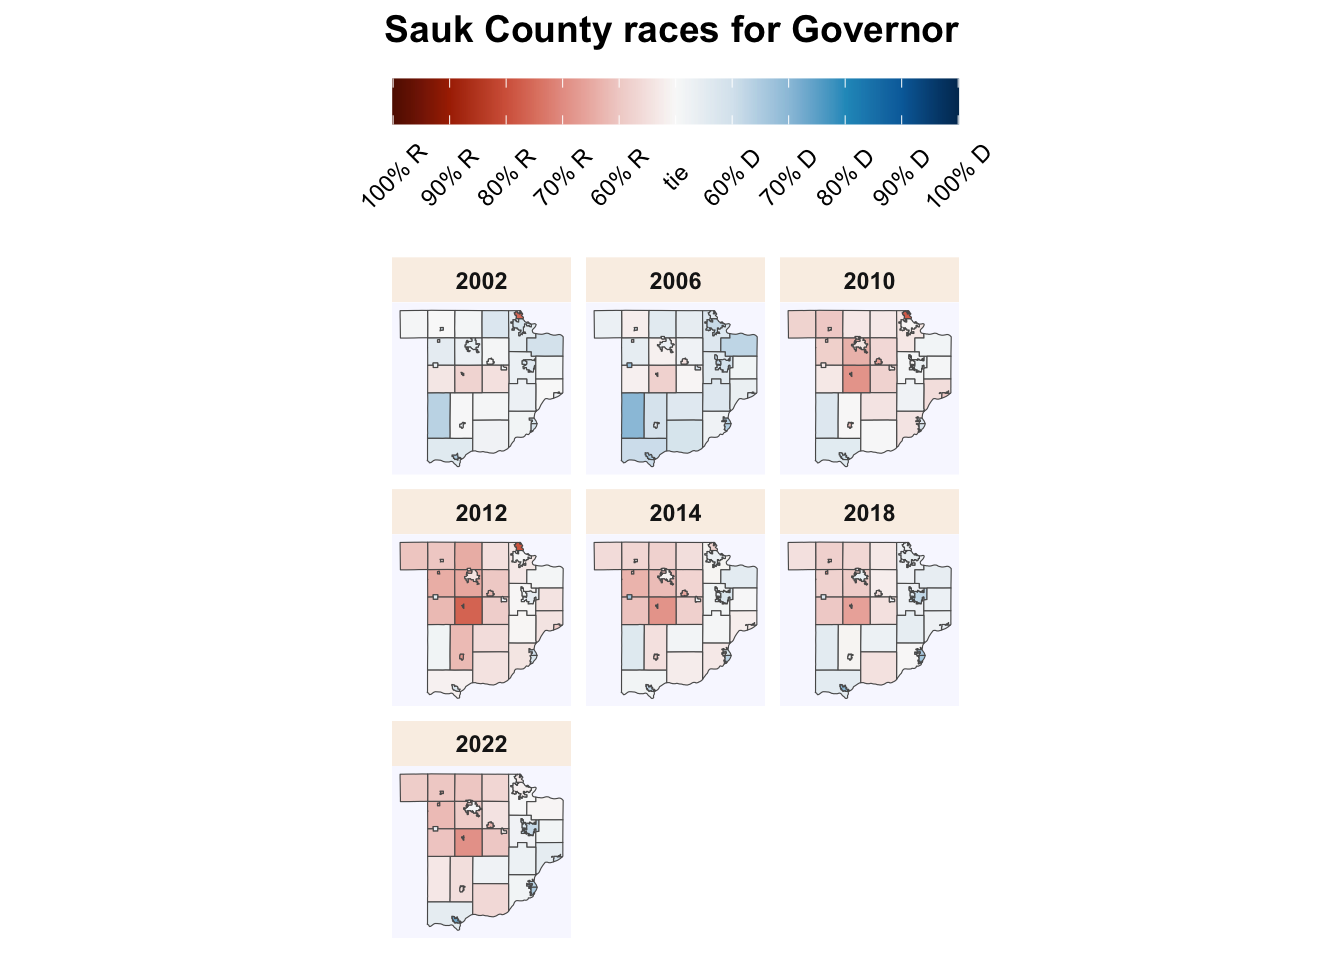 Sauk County races for Governor
100% R
90% R
80% R
70% R
60% R
tie
60% D
70% D
80% D
90% D
100% D
2002
2006
2010
2012
2014
2018
2022